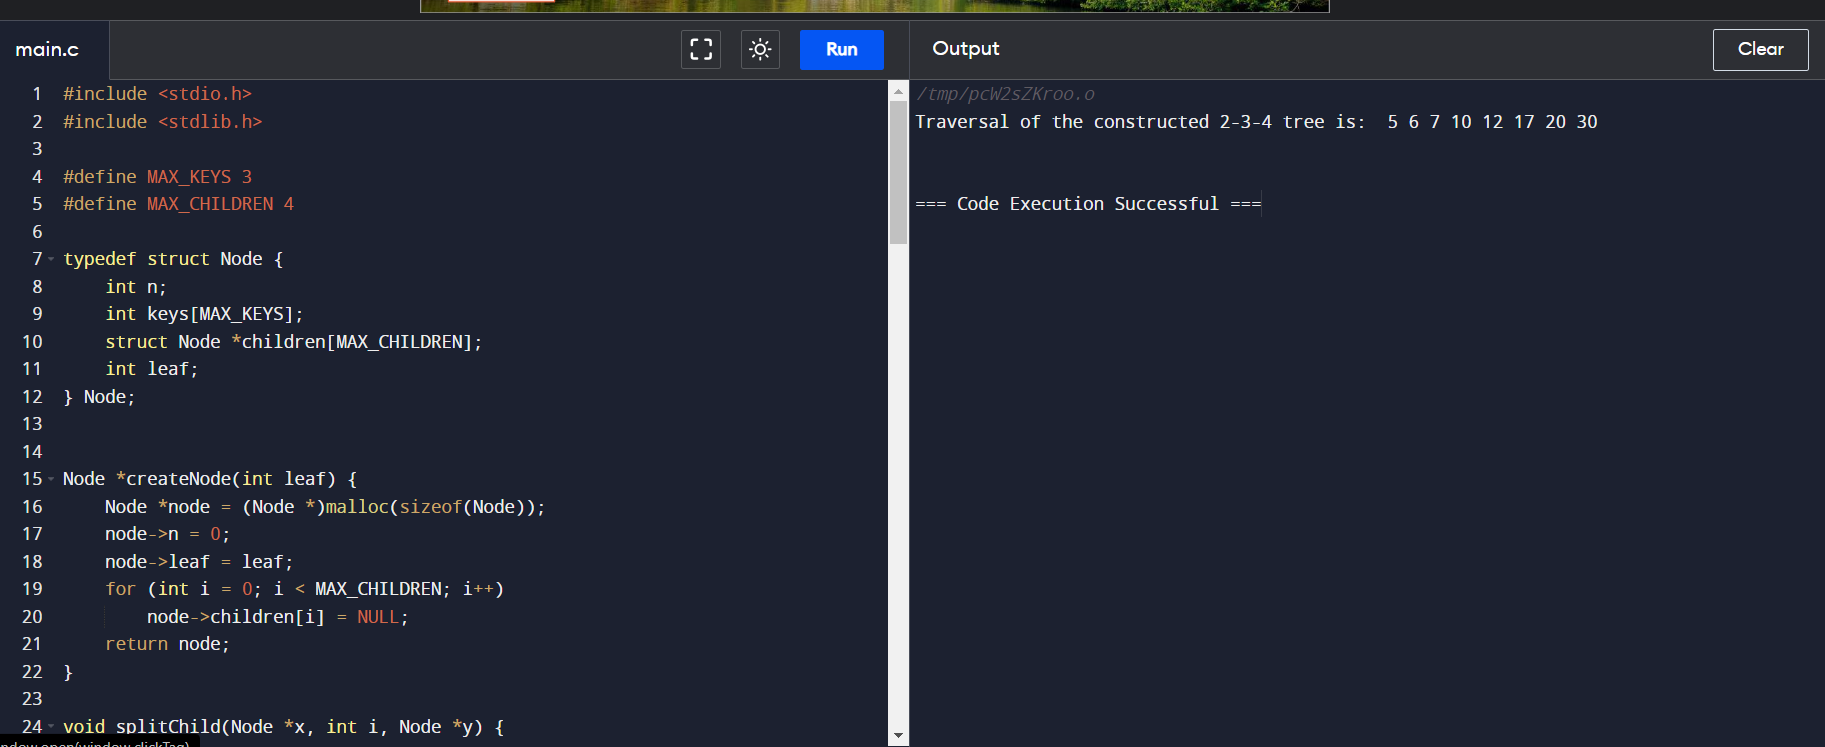 main.c
Run
Output
Clear
1 #include <stdio.h>
2 #include <stdlib.h>
3
4 #define MAX_KEYS 3
5 #define MAX_CHILDREN 4
6
7 typedef struct Node {
8     int n;
9     int keys[MAX_KEYS];
10     struct Node *children[MAX_CHILDREN];
11     int leaf;
12 } Node;
13
14
15 Node *createNode(int leaf) {
16     Node *node = (Node *)malloc(sizeof(Node));
17     node->n = 0;
18     node->leaf = leaf;
19     for (int i = 0; i < MAX_CHILDREN; i++)
20         node->children[i] = NULL;
21     return node;
22 }
23
24 void splitChild(Node *x, int i, Node *y) {
/tmp/pcW2sZKroo.o
Traversal of the constructed 2-3-4 tree is:  5 6 7 10 12 17 20 30
=== Code Execution Successful ===